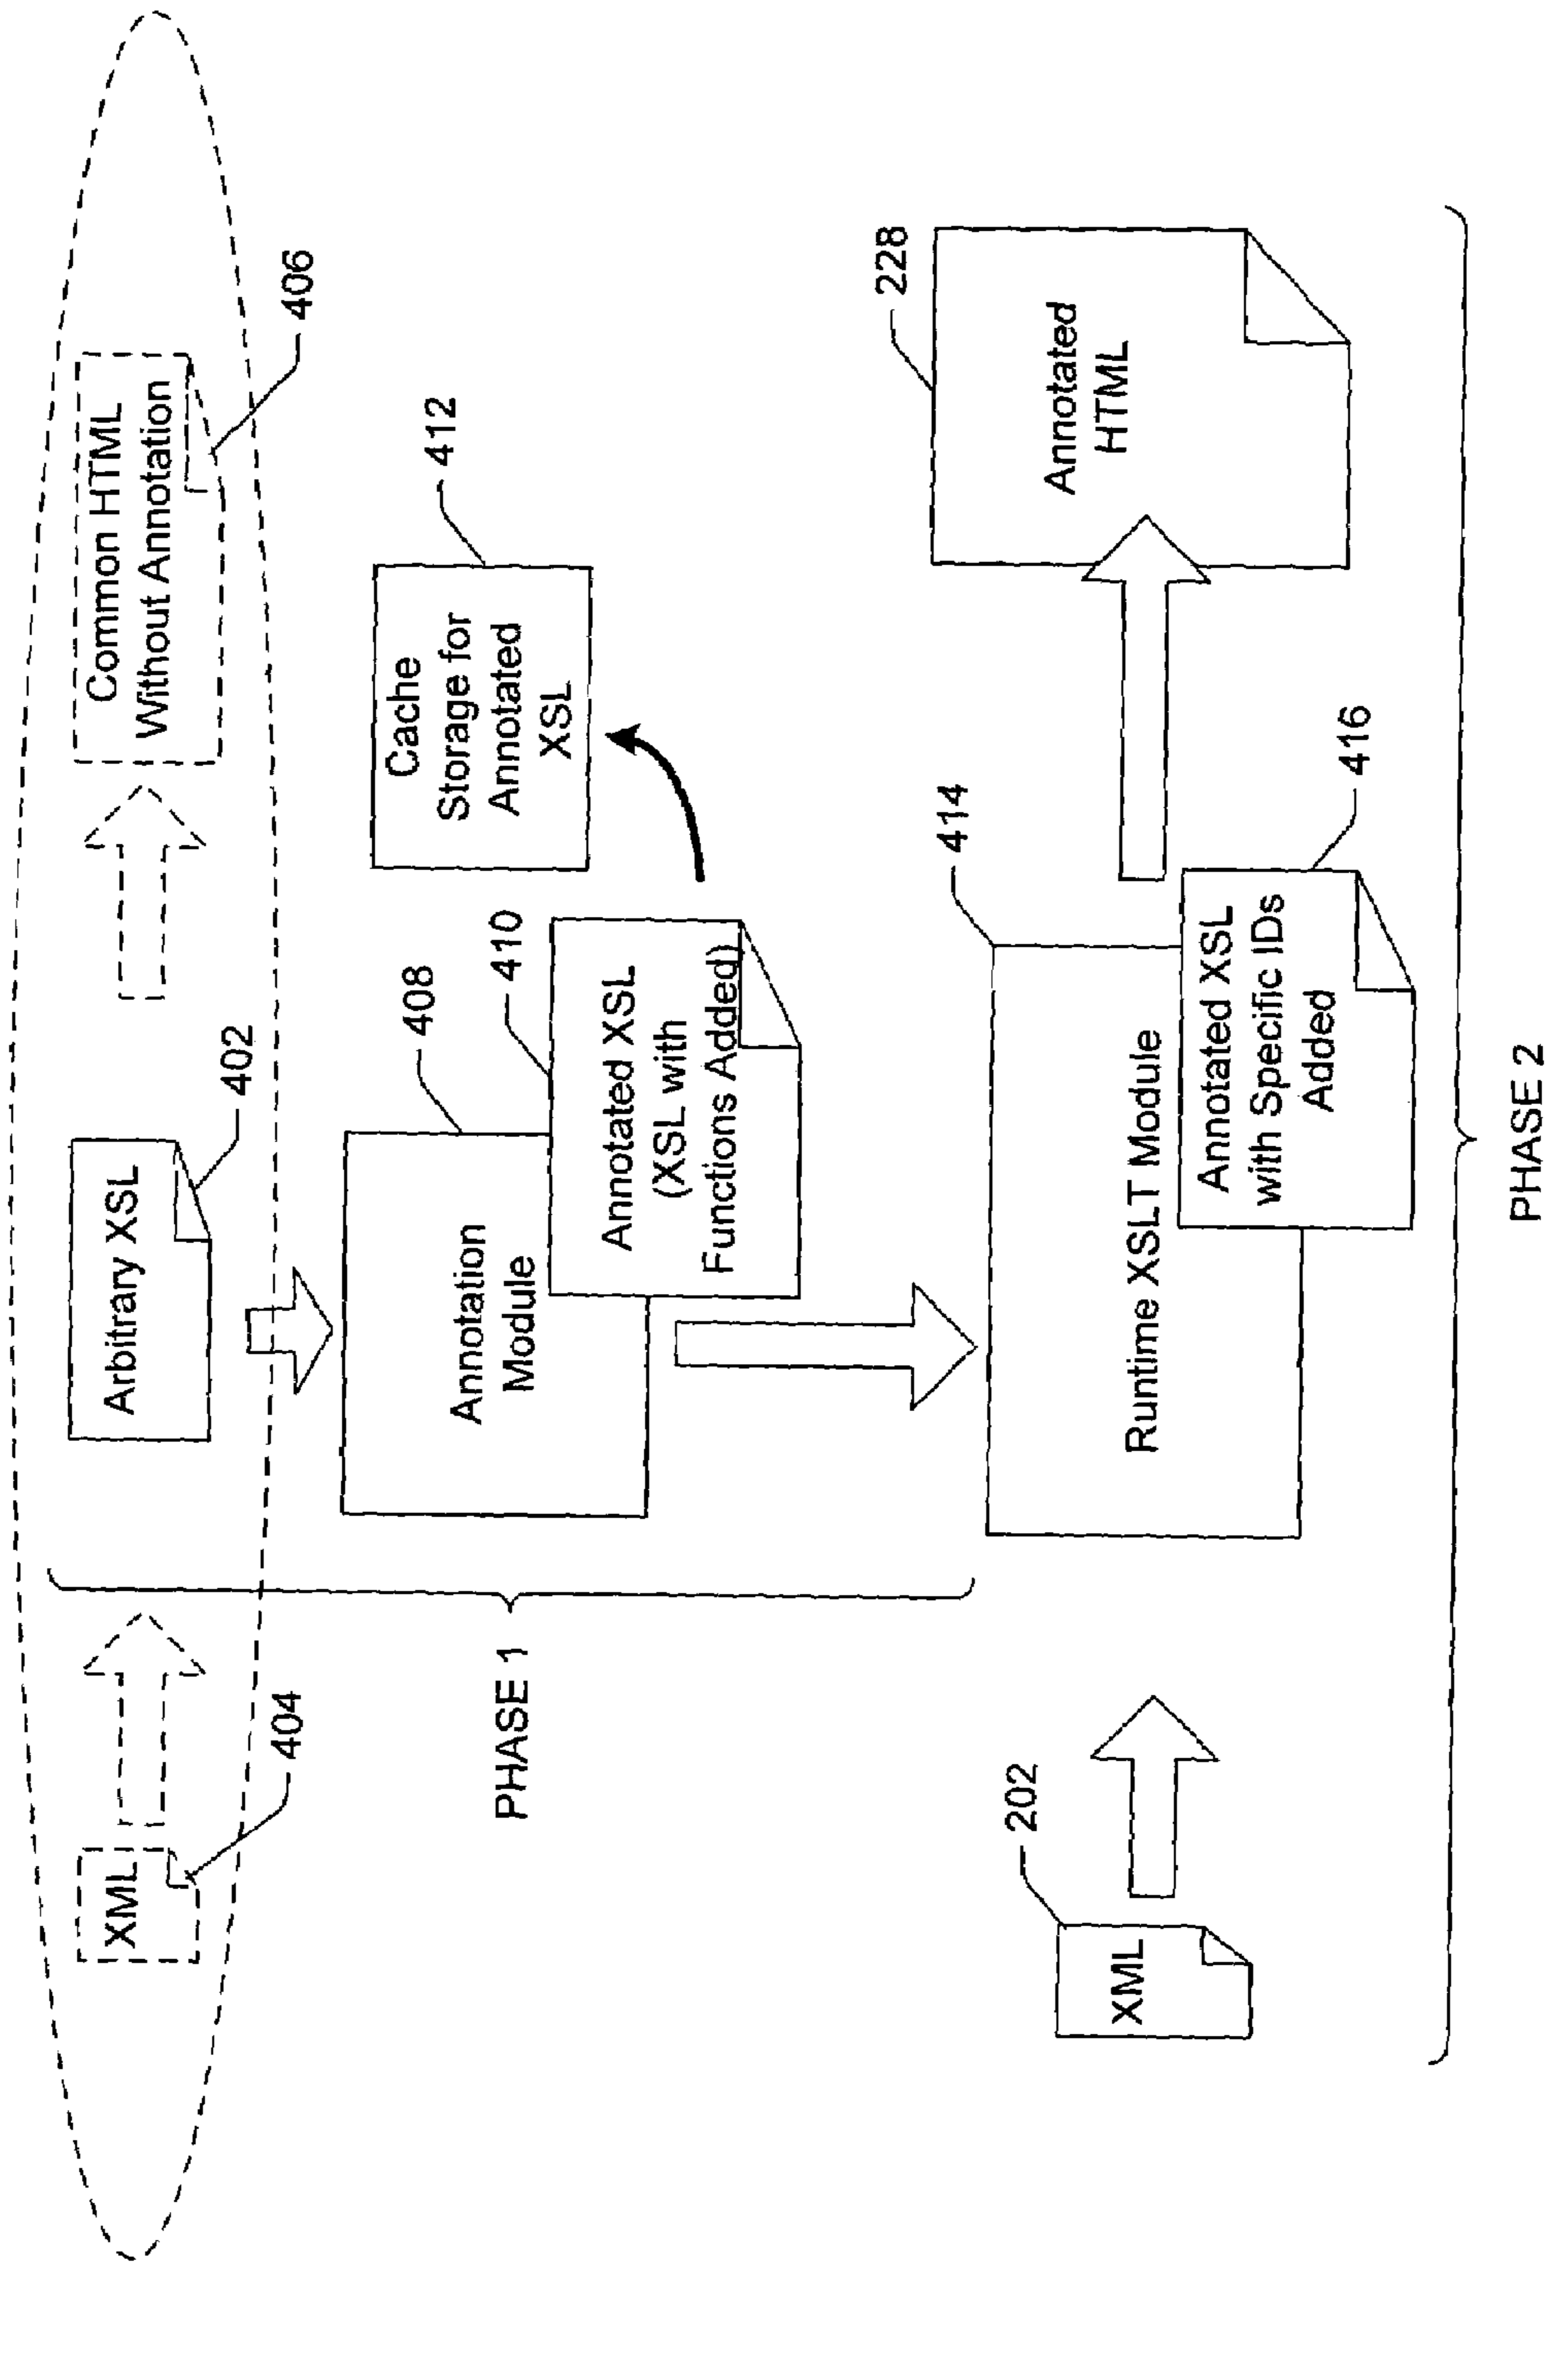 XML
404
Arbitrary XSL
402
Common HTML
Without Annotation
406
PHASE 1
Annotation
Module
408
Annotated XSL
(XSL with
Functions Added)
410
Cache
Storage for
Annotated
XSL
412
XML
202
Runtime XSLT Module
414
Annotated XSL
with Specific IDs
Added
416
Annotated
HTML
228
PHASE 2